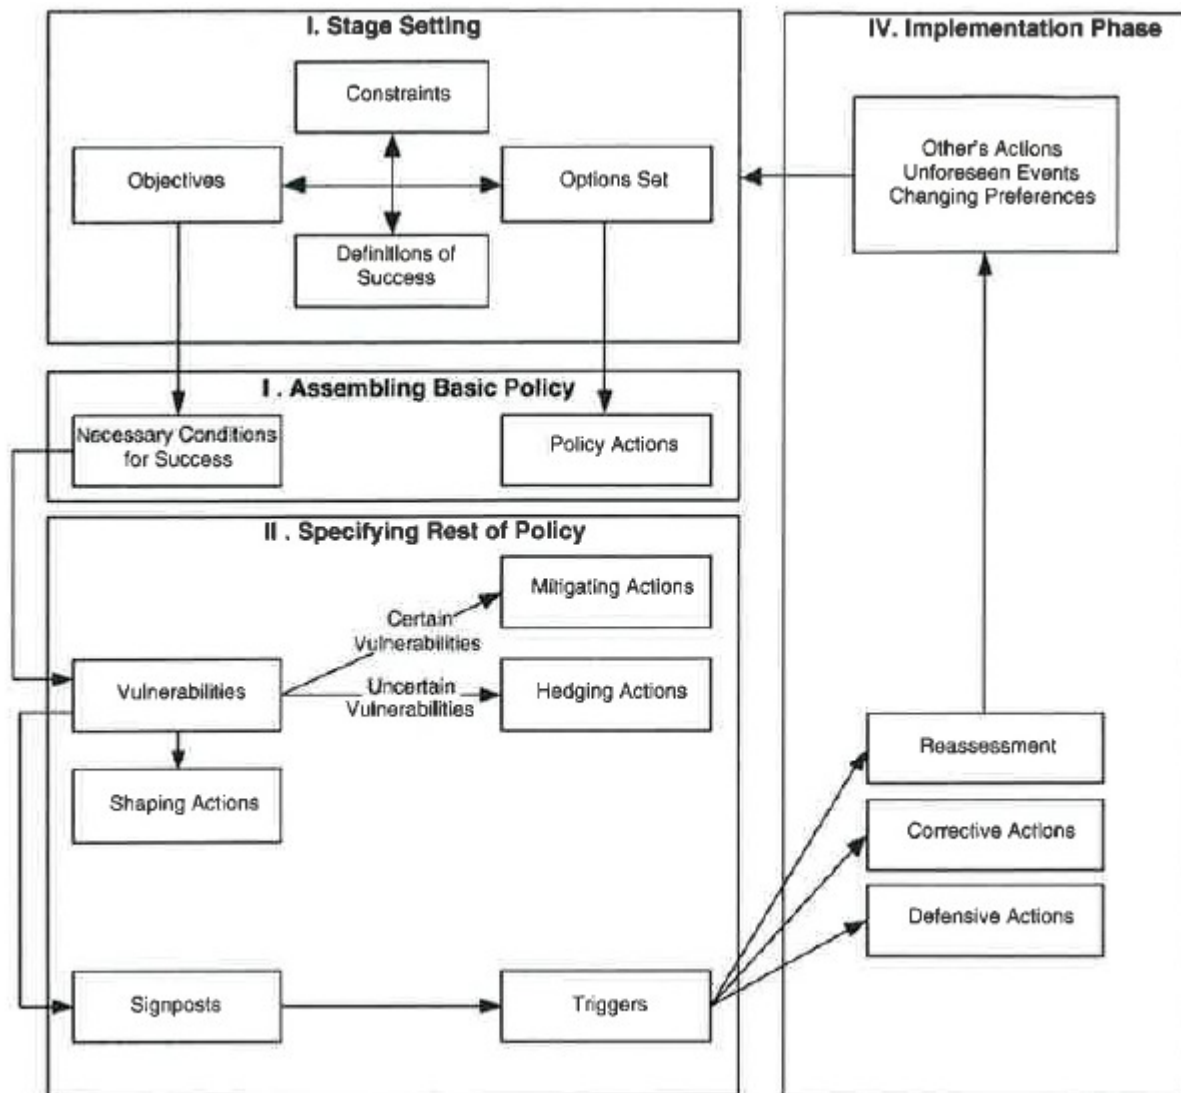 I. Stage Setting
Constraints
Objectives
Options Set
Definitions of
Success
I . Assembling Basic Policy
Necessary Conditions
for Success
Policy Actions
II . Specifying Rest of Policy
Mitigating Actions
Certain
Vulnerabilities
Vulnerabilities
Uncertain
Vulnerabilities
Hedging Actions
Shaping Actions
Signposts
Triggers
IV. Implementation Phase
Other's Actions
Unforeseen Events
Changing Preferences
Reassessment
Corrective Actions
Defensive Actions